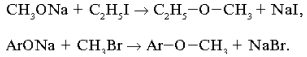 CH₃ONa + C₂H₅I → C₂H₅−O−CH₃ + NaI,
ArONa + CH₃Br → Ar−O−CH₃ + NaBr.